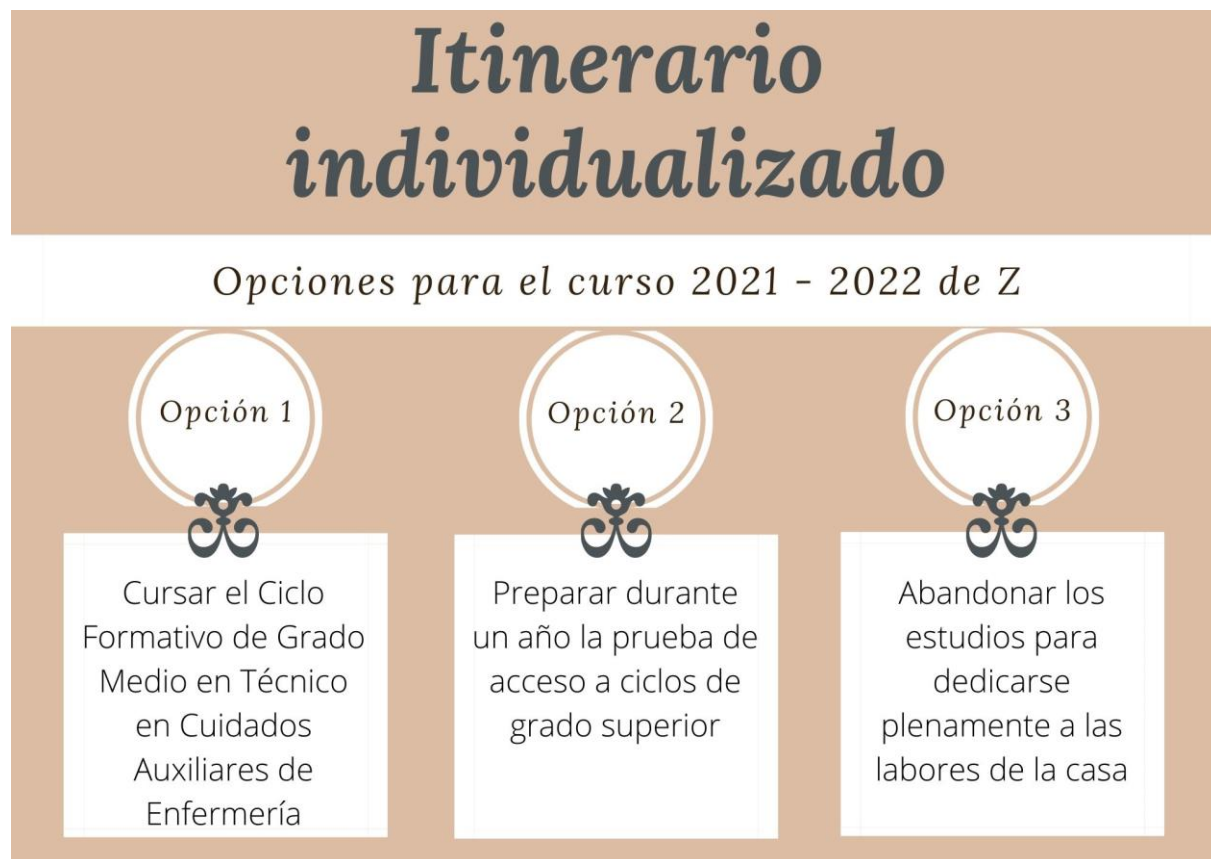 Itinerario
individualizado
Opciones para el curso 2021 - 2022 de Z
Opción 1
Cursar el Ciclo
Formativo de Grado
Medio en Técnico
en Cuidados
Auxiliares de
Enfermería
Opción 2
Preparar durante
un año la prueba de
acceso a ciclos de
grado superior
Opción 3
Abandonar los
estudios para
dedicarse
plenamente a las
labores de la casa